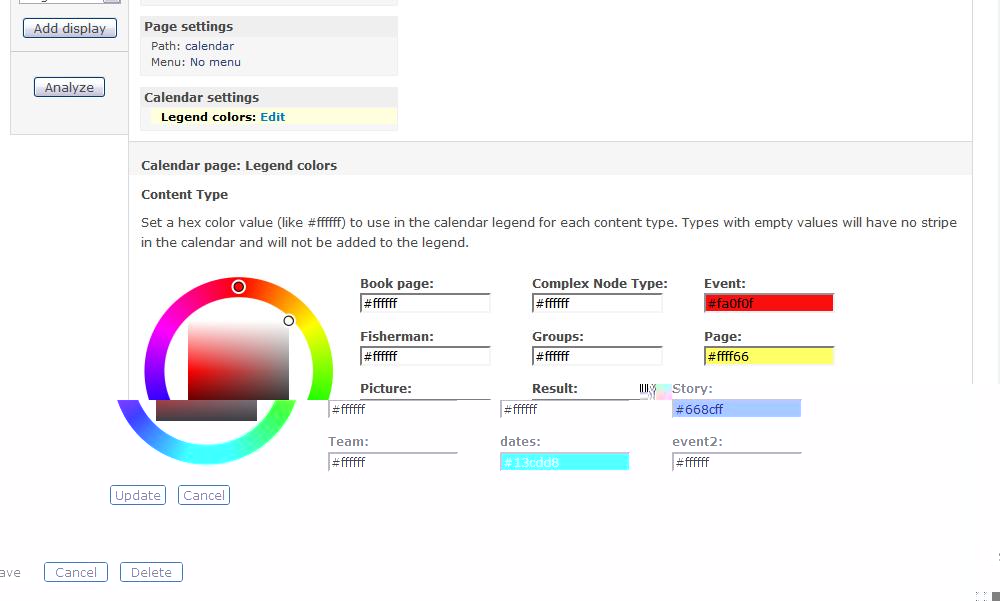 Add display
Analyze
Page settings
Path: calendar
Menu: No menu
Calendar settings
Legend colors: Edit
Calendar page: Legend colors
Content Type
Set a hex color value (like #ffffff) to use in the calendar legend for each content type. Types with empty values will have no stripe
in the calendar and will not be added to the legend.
Book page: Complex Node Type: Event:
#ffffff #ffffff #fa0f0f
Fisherman: Groups: Page:
#ffffff #ffffff #ffff66
Picture: Result: Story:
#ffffff #ffffff #668cff
Team: dates: event2:
#ffffff #13cdd6 #ffffff
Update Cancel
ave Cancel Delete